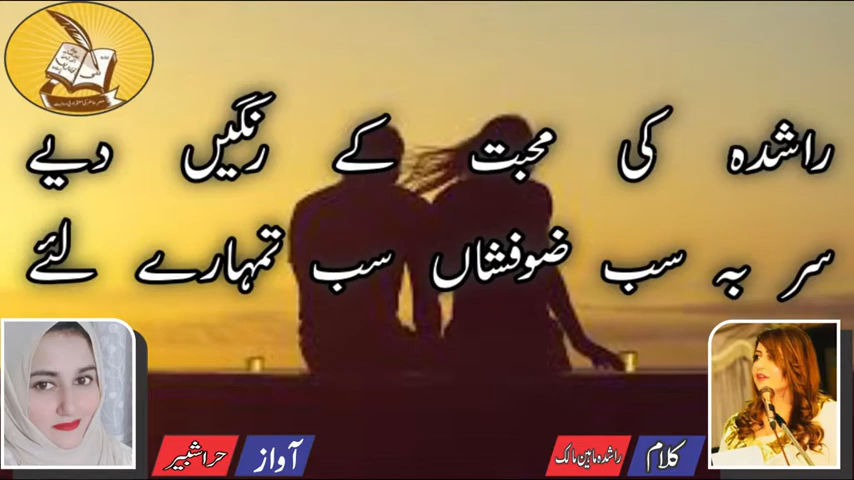 راشدہ کی محبت کے رنگیں دیے
سر بہ سب ضوفشاں سب تمہارے لئے
کلام راشدہ ماہین مالک
آواز حرا شبیر